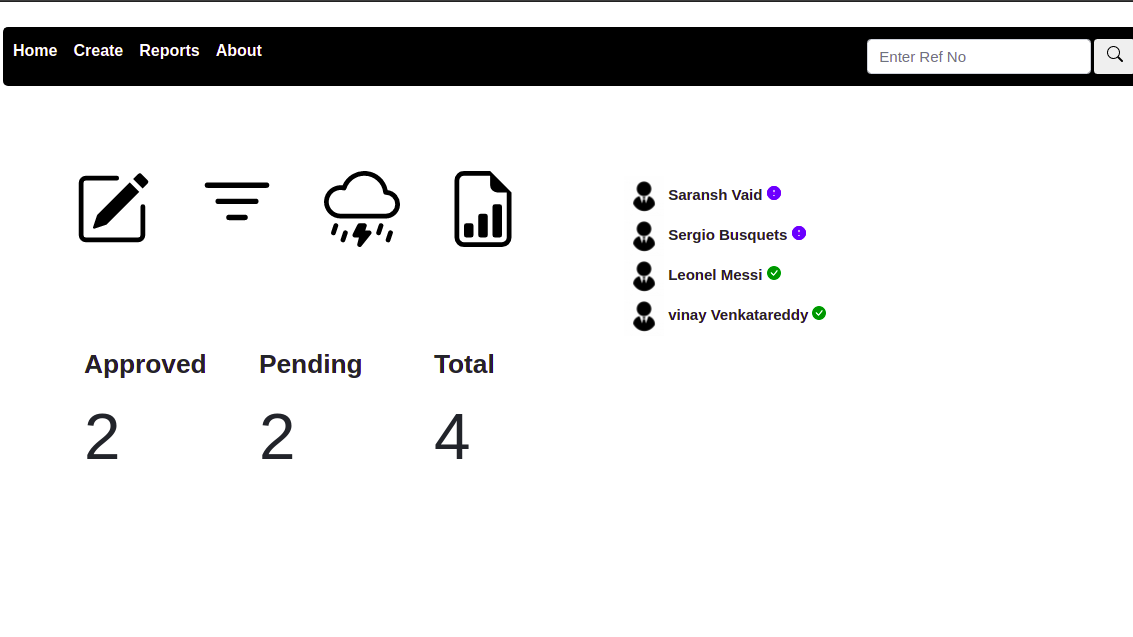 Home Create Reports About
Enter Ref No
Saransh Vaid
Sergio Busquets
Leonel Messi
vinay Venkatareddy
Approved Pending Total
2 2 4